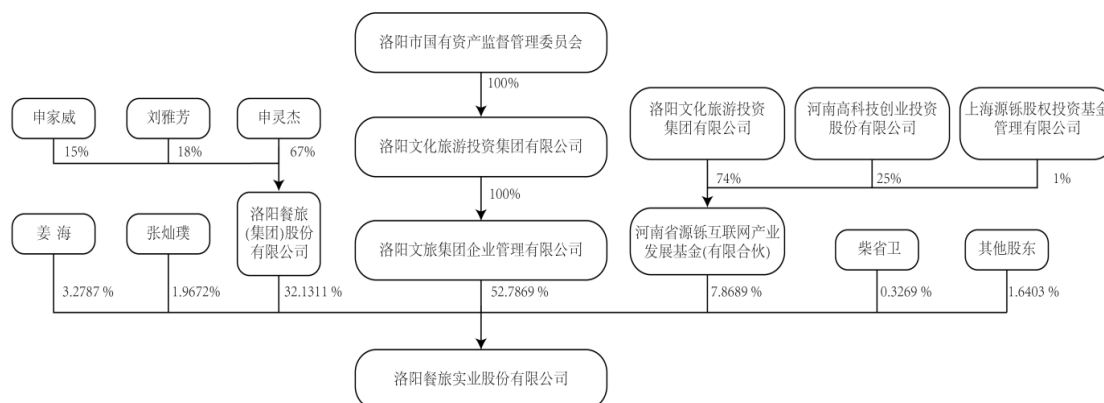 洛阳市国有资产监督管理委员会
100%
申家威
刘雅芳
申灵杰
洛阳文化旅游投资
集团有限公司
河南高科技创业投资
股份有限公司
上海源铄股权投资基金
管理有限公司
15%
18%
67%
洛阳文化旅游投资集团有限公司
74%
25%
1%
100%
姜 海
张灿璞
洛阳餐旅
(集团)股份
有限公司
洛阳文旅集团企业管理有限公司
河南省源铄互联网产业
发展基金(有限合伙)
柴省卫
其他股东
3.2787 %
1.9672%
32.1311 %
52.7869 %
7.8689 %
0.3269 %
1.6403 %
洛阳餐旅实业股份有限公司